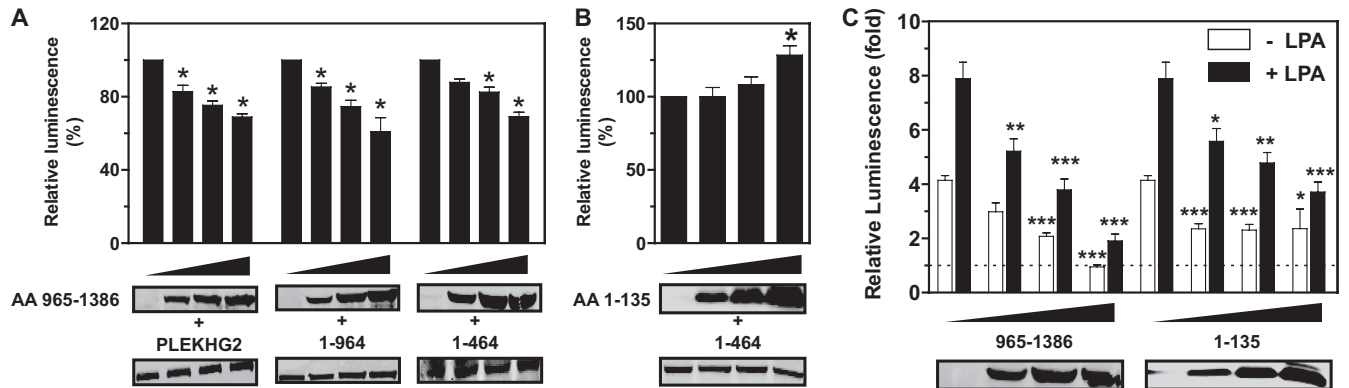 A
Relative luminescence
(%)
120
80
40
0
* * *
* * *
* *
AA 965-1386
+ + +
PLEKHG2 1-964 1-464
B
Relative luminescence
(%)
150
100
50
0
*
AA 1-135
+
1-464
C
Relative Luminescence (fold)
10
8
6
4
2
0
- LPA
+ LPA
** *** *** *** ***
* *** ** *** *** *
965-1386 1-135